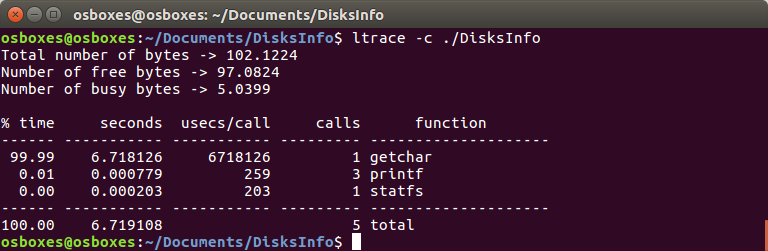 osboxes@osboxes: ~/Documents/DisksInfo
osboxes@osboxes:~/Documents/DisksInfo$ ltrace -c ./DisksInfo
Total number of bytes -> 102.1224
Number of free bytes -> 97.0824
Number of busy bytes -> 5.0399
% time     seconds  usecs/call     calls      function
------ ----------- ----------- --------- --------------------
 99.99    6.718126     6718126         1 getchar
  0.01    0.000779         259         3 printf
  0.00    0.000203         203         1 statfs
------ ----------- ----------- --------- --------------------
100.00    6.719108                     5 total
osboxes@osboxes:~/Documents/DisksInfo$